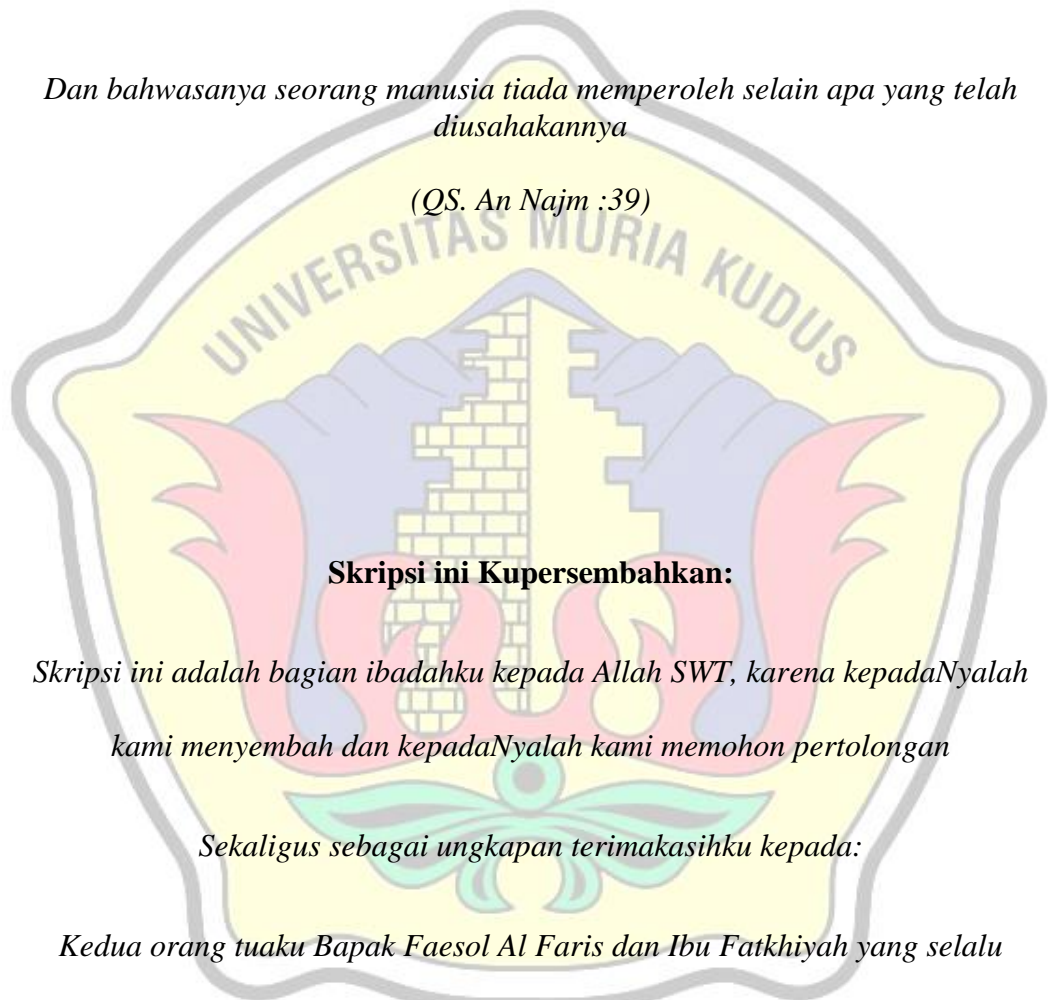 Dan bahwasanya seorang manusia tiada memperoleh selain apa yang telah
diusahakannya
(QS. An Najm :39)
UNIVERSITAS MURIA KUDUS
Skripsi ini Kupersembahkan:
Skripsi ini adalah bagian ibadahku kepada Allah SWT, karena kepadaNyalah
kami menyembah dan kepadaNyalah kami memohon pertolongan
Sekaligus sebagai ungkapan terimakasihku kepada:
Kedua orang tuaku Bapak Faesol Al Faris dan Ibu Fatkhiyah yang selalu